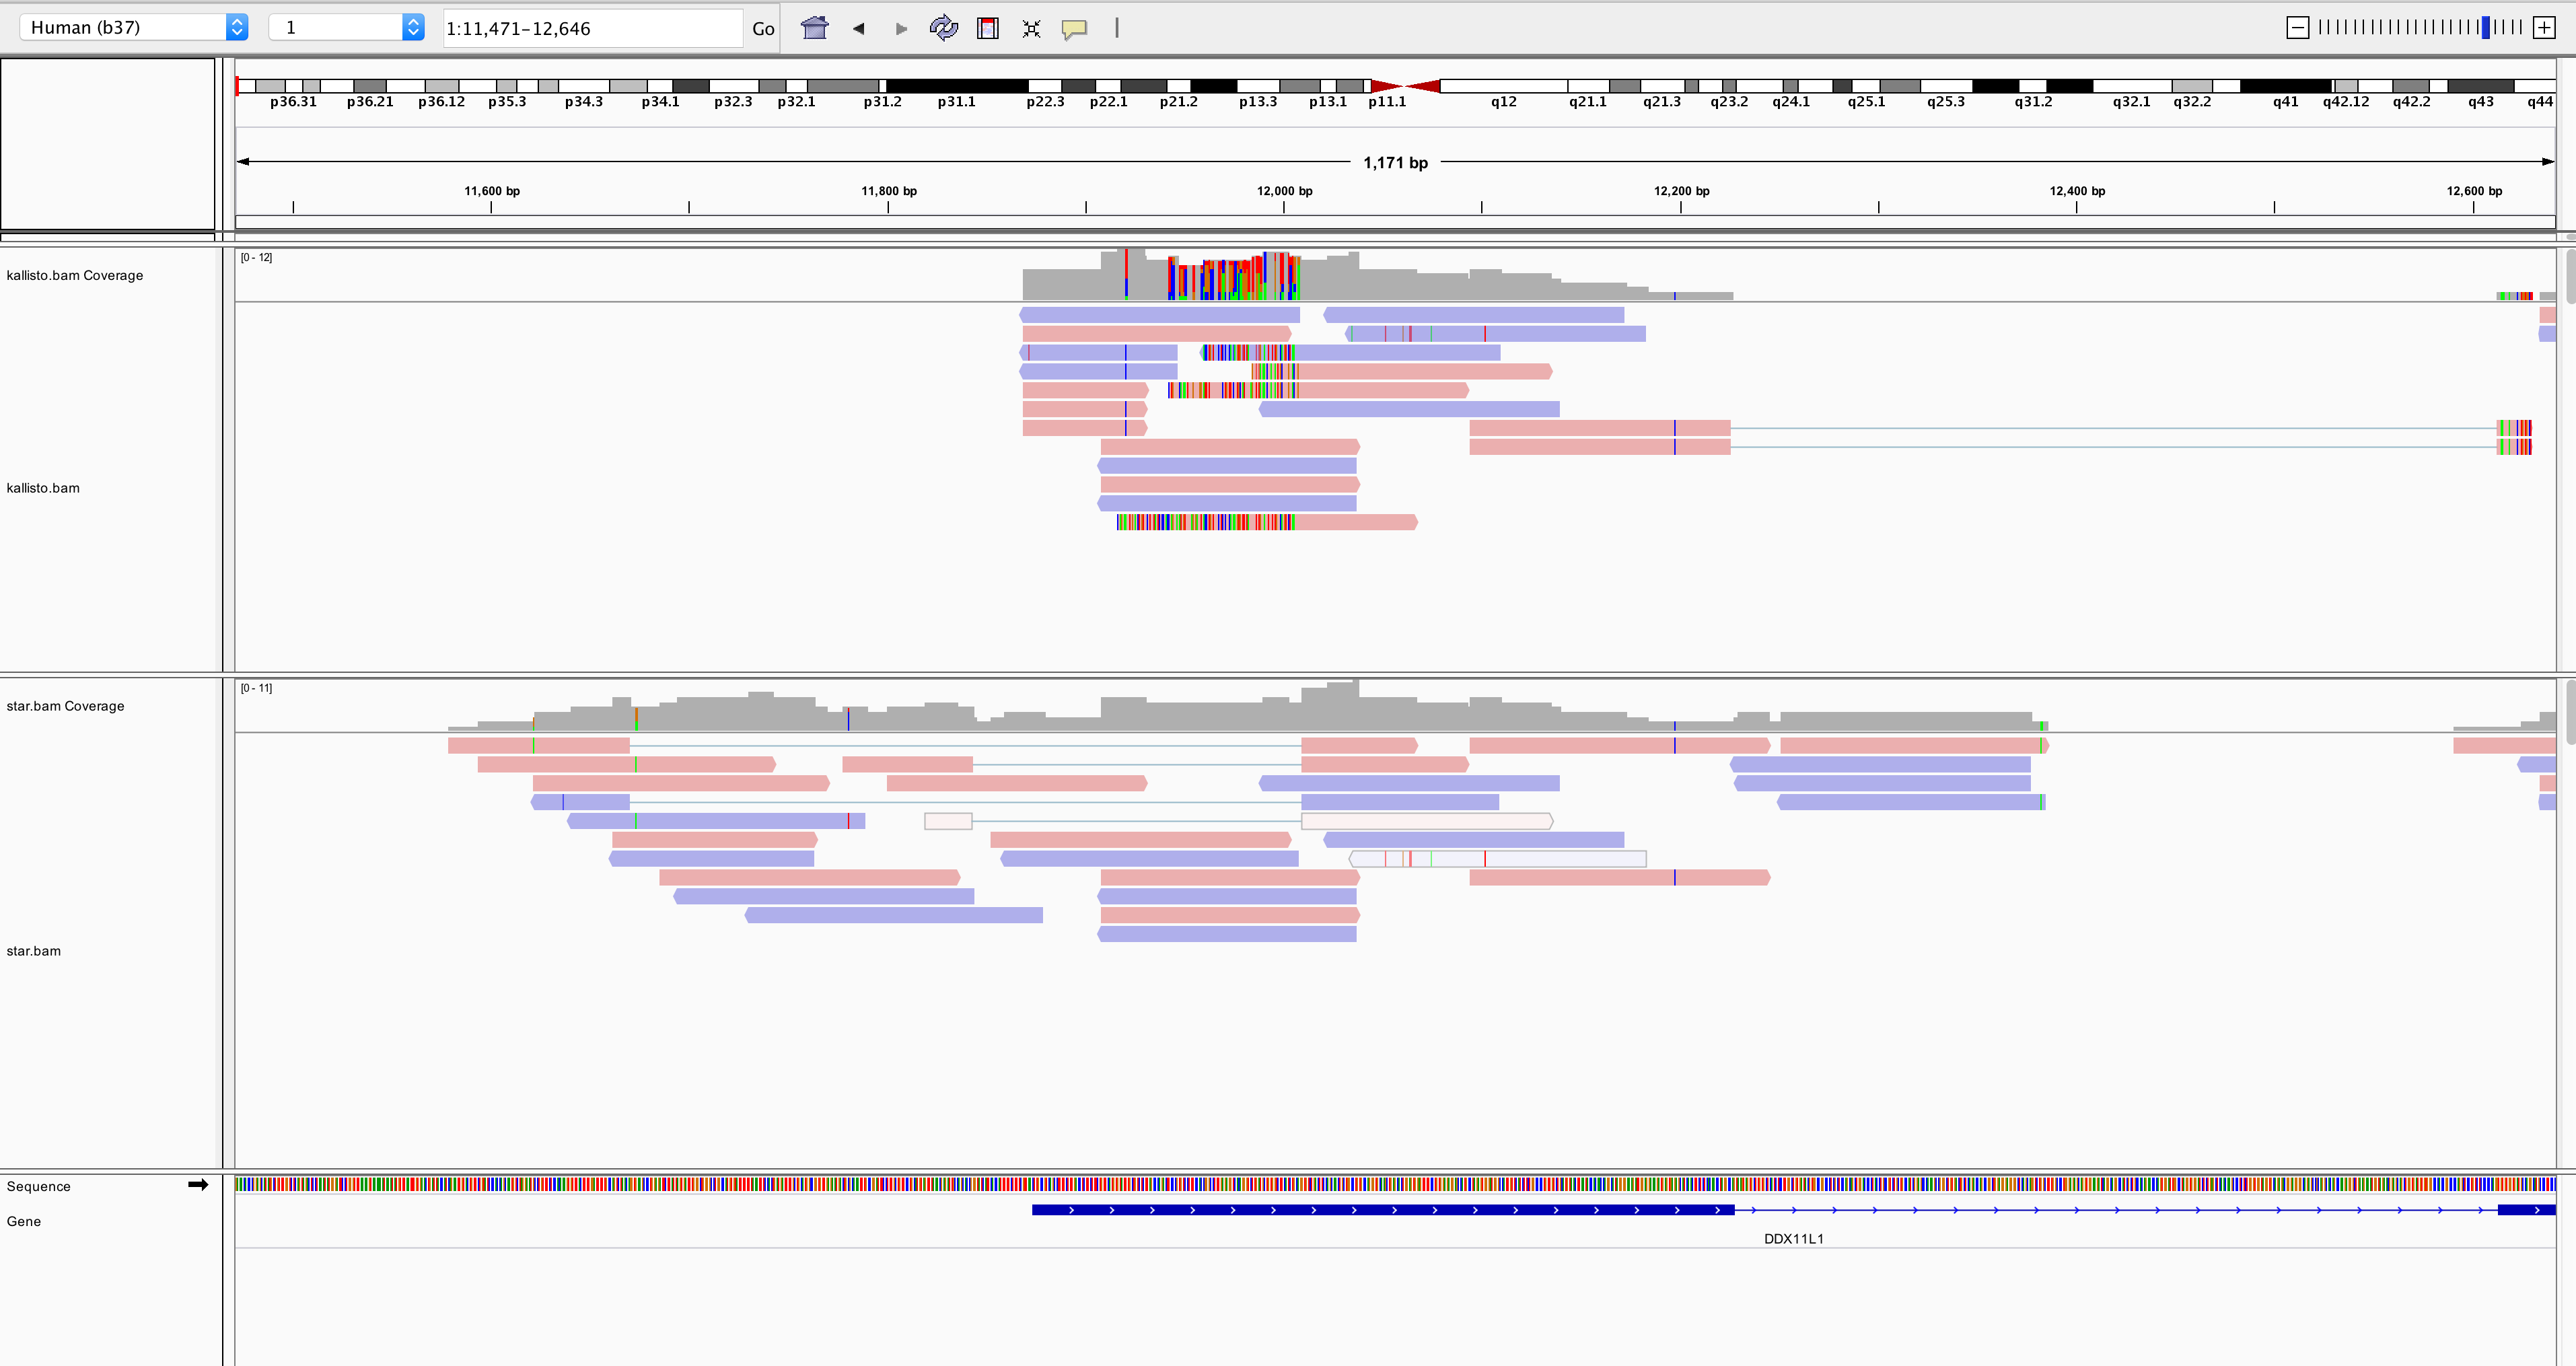 Human (b37) 1 1:11,471–12,646 Go
p36.31 p36.21 p36.12 p35.3 p34.3 p34.1 p32.3 p32.1 p31.2 p31.1 p22.3 p22.1 p21.2 p13.3 p13.1 p11.1 q12 q21.1 q21.3 q23.2 q24.1 q25.1 q25.3 q31.2 q32.1 q32.2 q41 q42.12 q42.2 q43 q44
1,171 bp
11,600 bp 11,800 bp 12,000 bp 12,200 bp 12,400 bp 12,600 bp
[0 - 12]
kallisto.bam Coverage
kallisto.bam
[0 - 11]
star.bam Coverage
star.bam
Sequence
Gene
DDX11L1